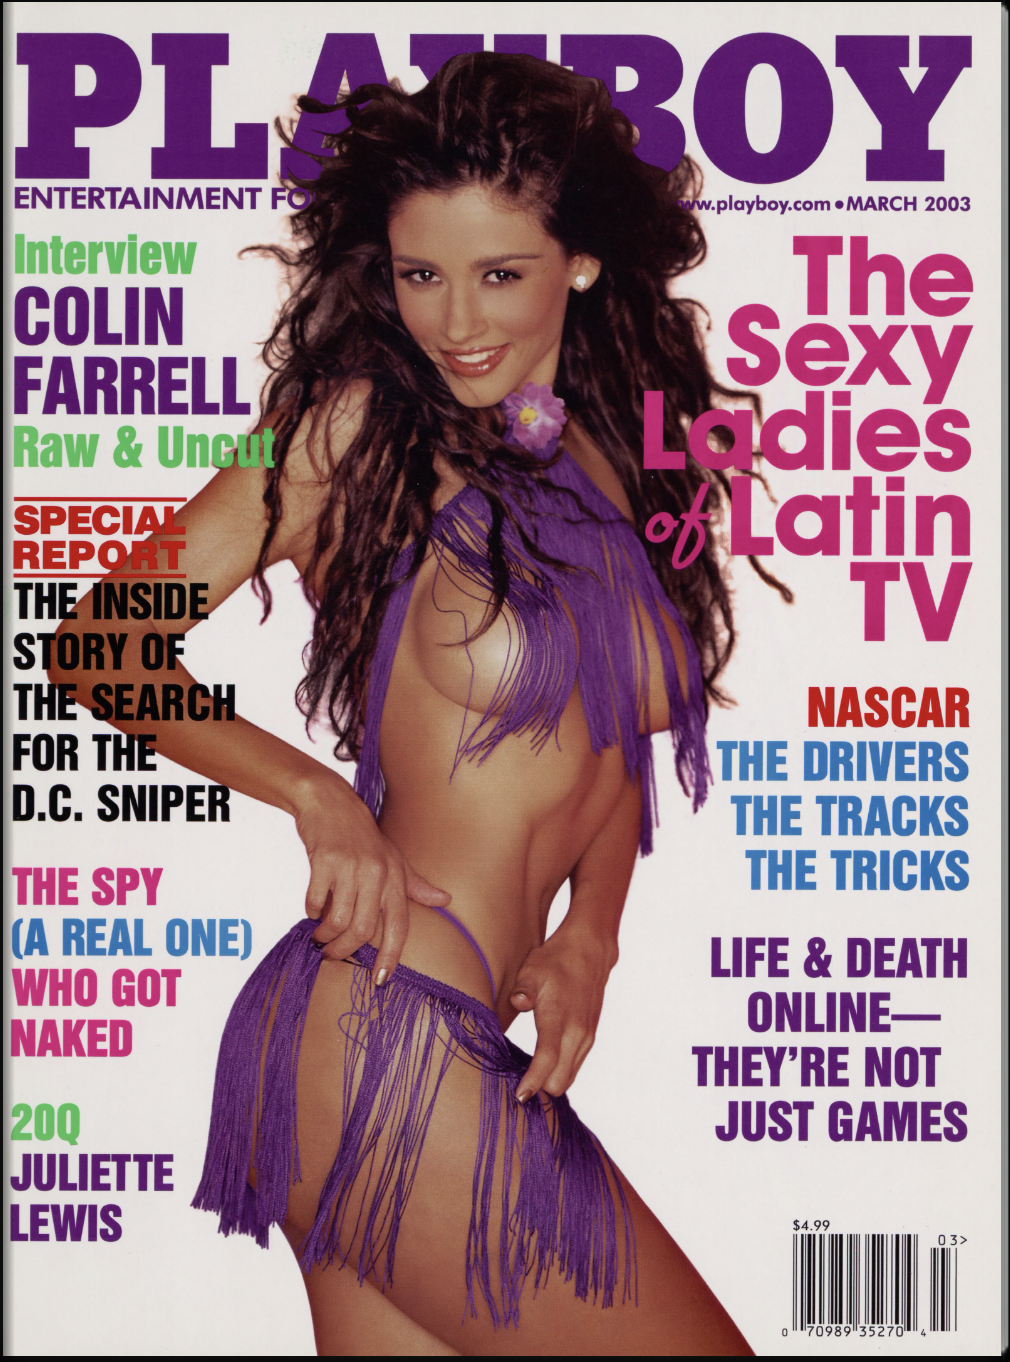 PLAYBOY
ENTERTAINMENT FO
www.playboy.com • MARCH 2003
Interview
COLIN
FARRELL
Raw & Uncut
SPECIAL
REPORT
THE INSIDE
STORY OF
THE SEARCH
FOR THE
D.C. SNIPER
THE SPY
(A REAL ONE)
WHO GOT
NAKED
20Q
JULIETTE
LEWIS
The
Sexy
Ladies
of Latin
TV
NASCAR
THE DRIVERS
THE TRACKS
THE TRICKS
LIFE & DEATH
ONLINE—
THEY'RE NOT
JUST GAMES
$4.99
03>
0 70989 35270 4